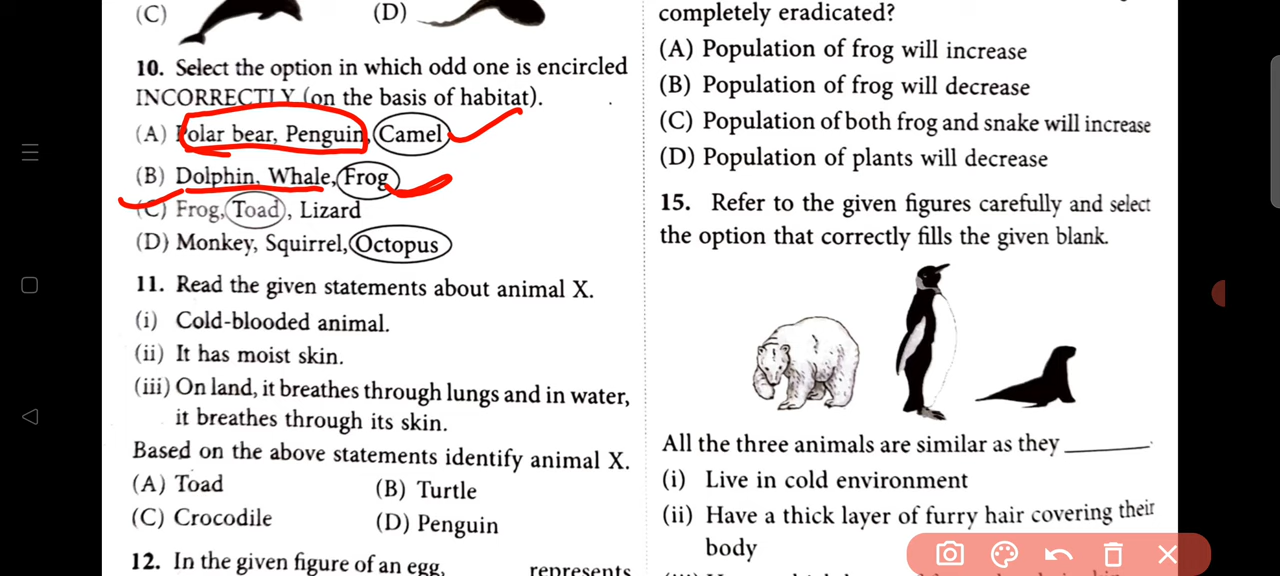 (C)
(D)
10. Select the option in which odd one is encircled
INCORRECTLY (on the basis of habitat).
(A) Polar bear, Penguin, Camel
(B) Dolphin, Whale, Frog
(C) Frog, Toad, Lizard
(D) Monkey, Squirrel, Octopus
11. Read the given statements about animal X.
(i) Cold-blooded animal.
(ii) It has moist skin.
(iii) On land, it breathes through lungs and in water,
it breathes through its skin.
Based on the above statements identify animal X.
(A) Toad
(B) Turtle
(C) Crocodile
(D) Penguin
12. In the given figure of an egg, ______ represents
completely eradicated?
(A) Population of frog will increase
(B) Population of frog will decrease
(C) Population of both frog and snake will increase
(D) Population of plants will decrease
15. Refer to the given figures carefully and select
the option that correctly fills the given blank.
All the three animals are similar as they ______.
(i) Live in cold environment
(ii) Have a thick layer of furry hair covering their
body